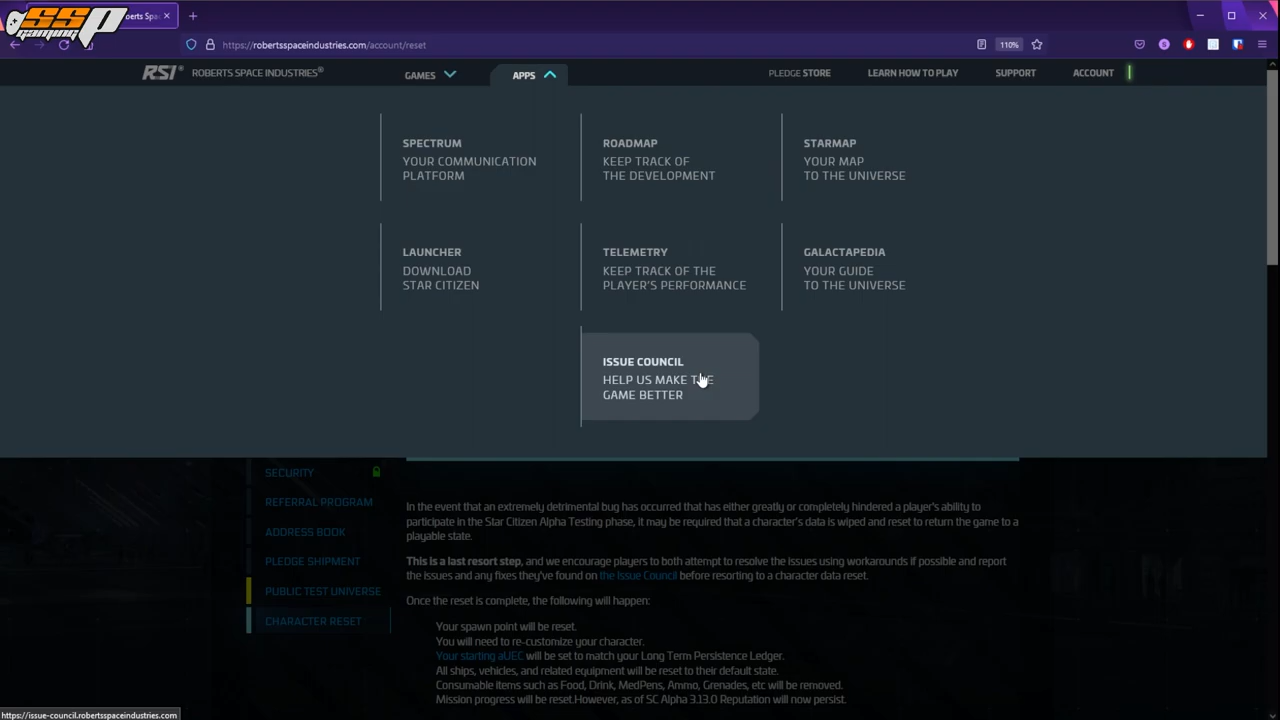 SSP
GAMING
oberts Spac
https://robertsspaceindustries.com/account/reset
110%
RSI ROBERTS SPACE INDUSTRIES®
GAMES
APPS
PLEDGE STORE
LEARN HOW TO PLAY
SUPPORT
ACCOUNT
SPECTRUM
YOUR COMMUNICATION
PLATFORM
ROADMAP
KEEP TRACK OF
THE DEVELOPMENT
STARMAP
YOUR MAP
TO THE UNIVERSE
LAUNCHER
DOWNLOAD
STAR CITIZEN
TELEMETRY
KEEP TRACK OF THE
PLAYER'S PERFORMANCE
GALACTAPEDIA
YOUR GUIDE
TO THE UNIVERSE
ISSUE COUNCIL
HELP US MAKE THE
GAME BETTER
SECURITY
REFERRAL PROGRAM
ADDRESS BOOK
PLEDGE SHIPMENT
PUBLIC TEST UNIVERSE
CHARACTER RESET
In the event that an extremely detrimental bug has occurred that has either greatly or completely hindered a player's ability to
participate in the Star Citizen Alpha Testing phase, it may be required that a character's data is wiped and reset to return the game to a
playable state.
This is a last resort step, and we encourage players to both attempt to resolve the issues using workarounds if possible and report
the issues and any fixes they've found on the Issue Council before resorting to a character data reset.
Once the reset is complete, the following will happen:
Your spawn point will be reset.
You will need to re-customize your character.
Your starting aUEC will be set to match your Long Term Persistence Ledger.
All ships, vehicles, and related equipment will be reset to their default state.
Consumable items such as Food, Drink, MedPens, Ammo, Grenades, etc will be removed.
Mission progress will be reset.However, as of SC Alpha 3.13.0 Reputation will now persist.
https://issue-council.robertsspaceindustries.com